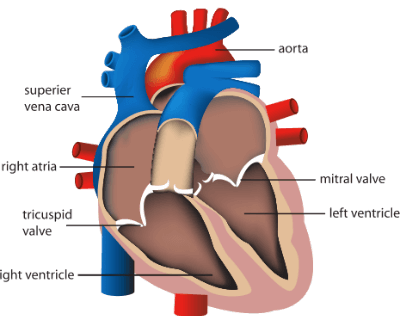 aorta
superier
vena cava
right atria
mitral valve
tricuspid
valve
left ventricle
ight ventricle